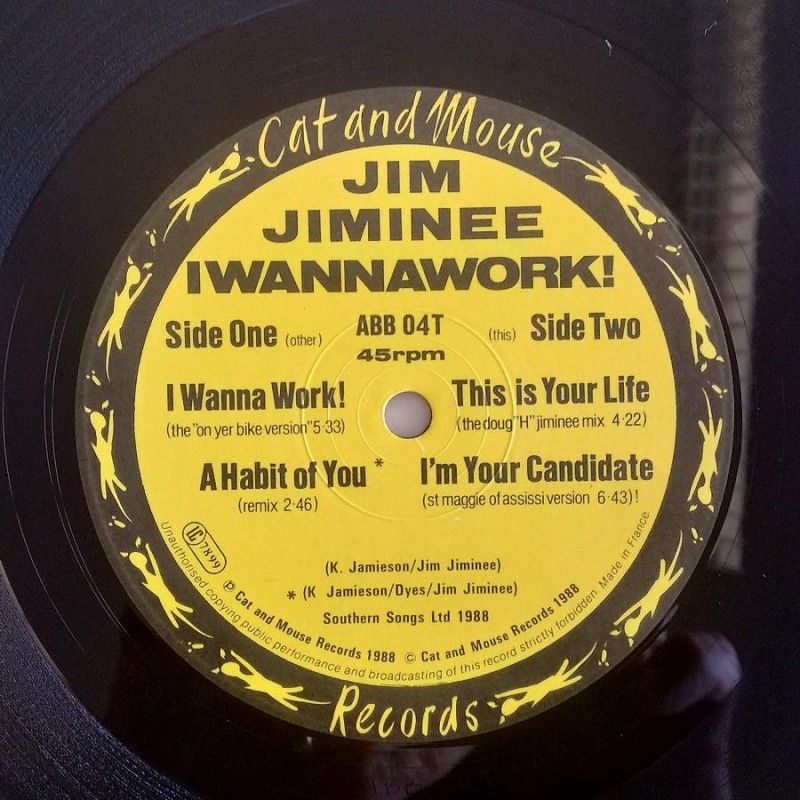 Cat and Mouse
JIM
JIMINEE
I WANNA WORK!
Side One (other) ABB 04T (this) Side Two
45rpm
I Wanna Work! This is Your Life
(the "on yer bike version" 5·33) (the doug "H" jiminee mix 4·22)
A Habit of You * I'm Your Candidate
(remix 2·46) (st maggie of assissi version 6·43)!
LC 7899
(K. Jamieson/Jim Jiminee)
* (K Jamieson/Dyes/Jim Jiminee)
Southern Songs Ltd 1988
℗ Cat and Mouse Records 1988 © Cat and Mouse Records 1988
Unauthorised copying public performance and broadcasting of this record strictly forbidden. Made in France
Records